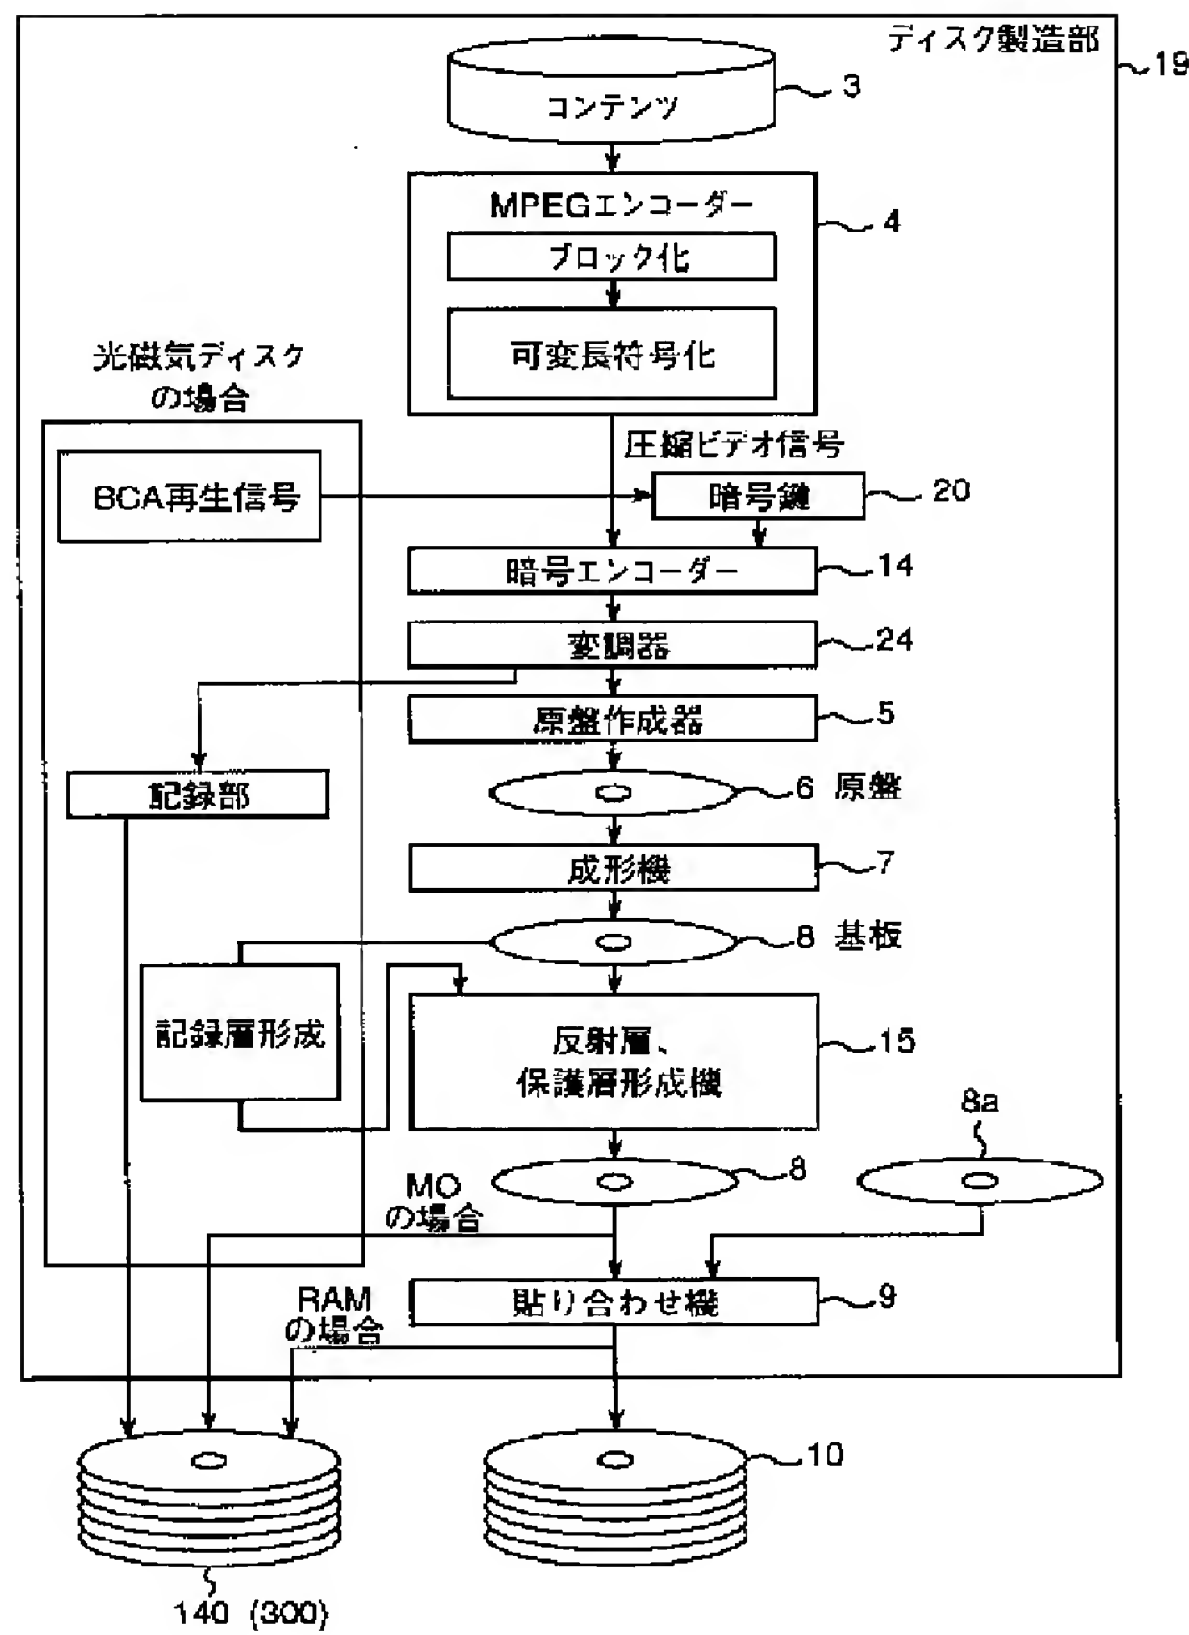 ディスク製造部
19
コンテンツ
3
MPEGエンコーダー
4
ブロック化
可変長符号化
光磁気ディスク
の場合
圧縮ビデオ信号
BCA再生信号
暗号鍵
20
暗号エンコーダー
14
変調器
24
原盤作成器
5
記録部
6 原盤
成形機
7
8 基板
記録層形成
反射層、
保護層形成機
15
8a
8
MO
の場合
貼り合わせ機
9
RAM
の場合
10
140 (300)